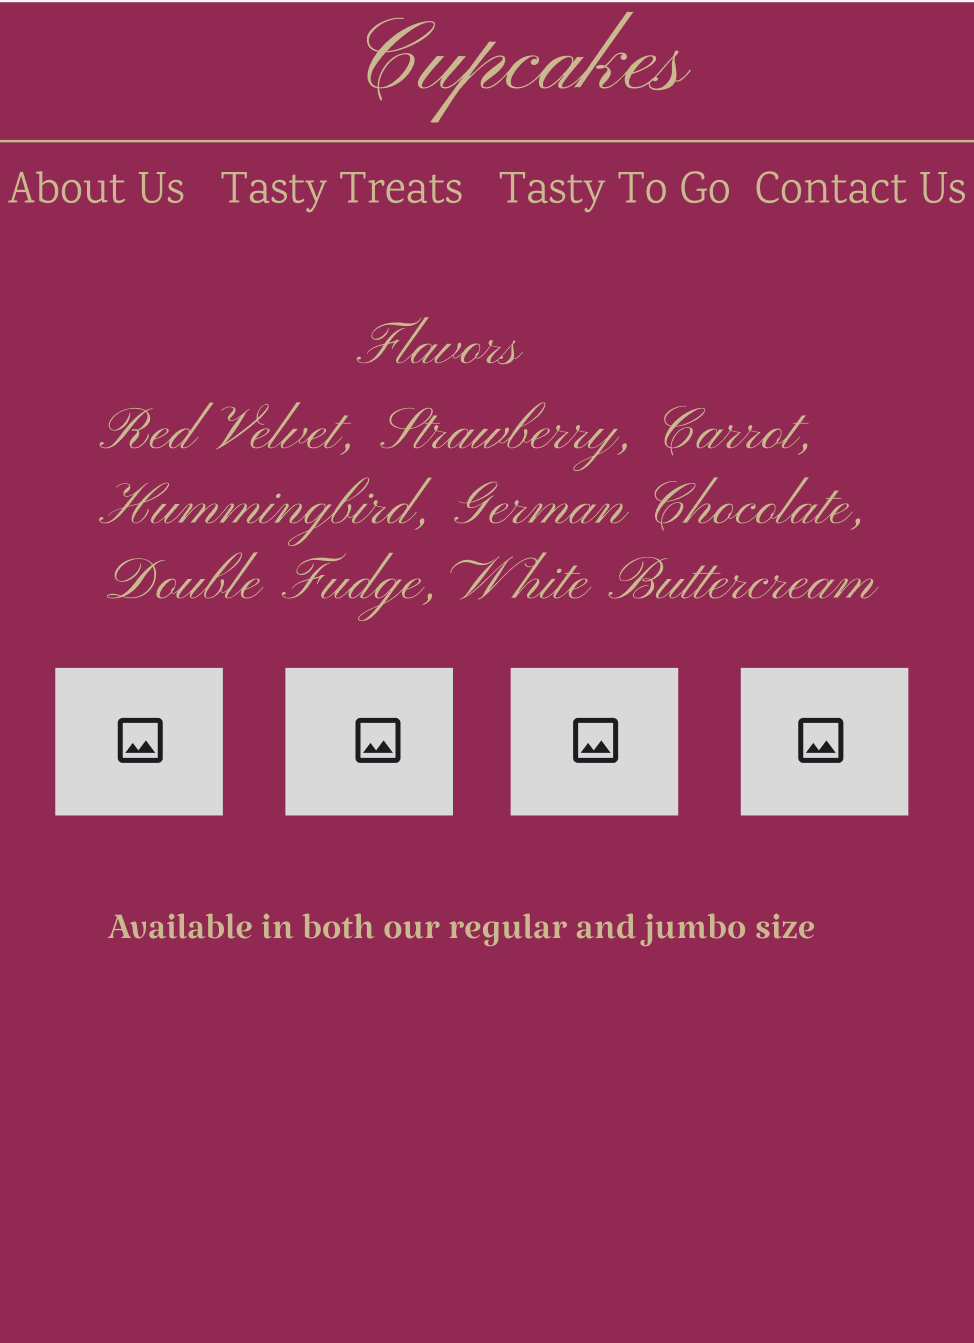 Cupcakes
About Us Tasty Treats Tasty To Go Contact Us
Flavors
Red Velvet, Strawberry, Carrot,
Hummingbird, German Chocolate,
Double Fudge, White Buttercream
Available in both our regular and jumbo size